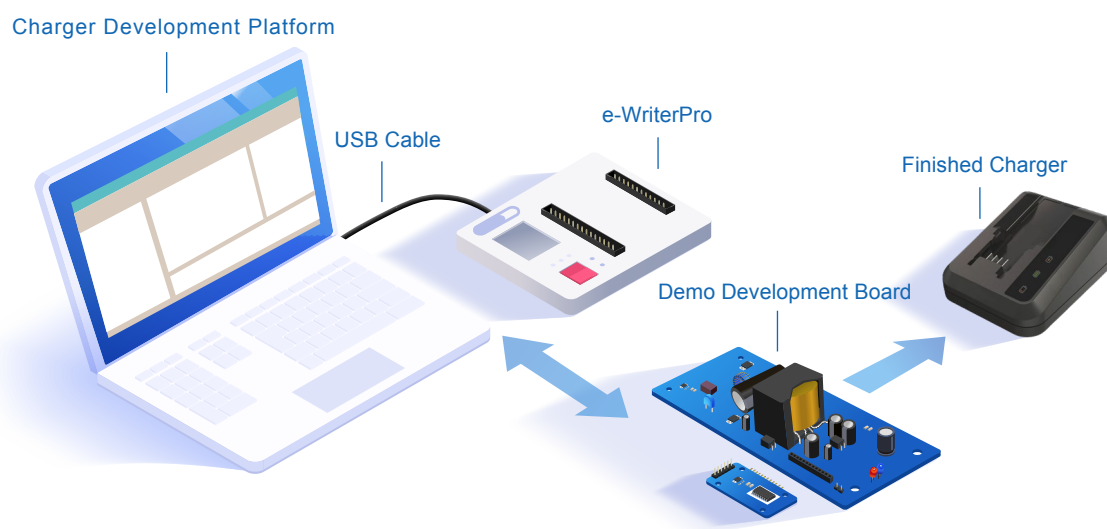 Charger Development Platform
USB Cable
e-WriterPro
Finished Charger
Demo Development Board